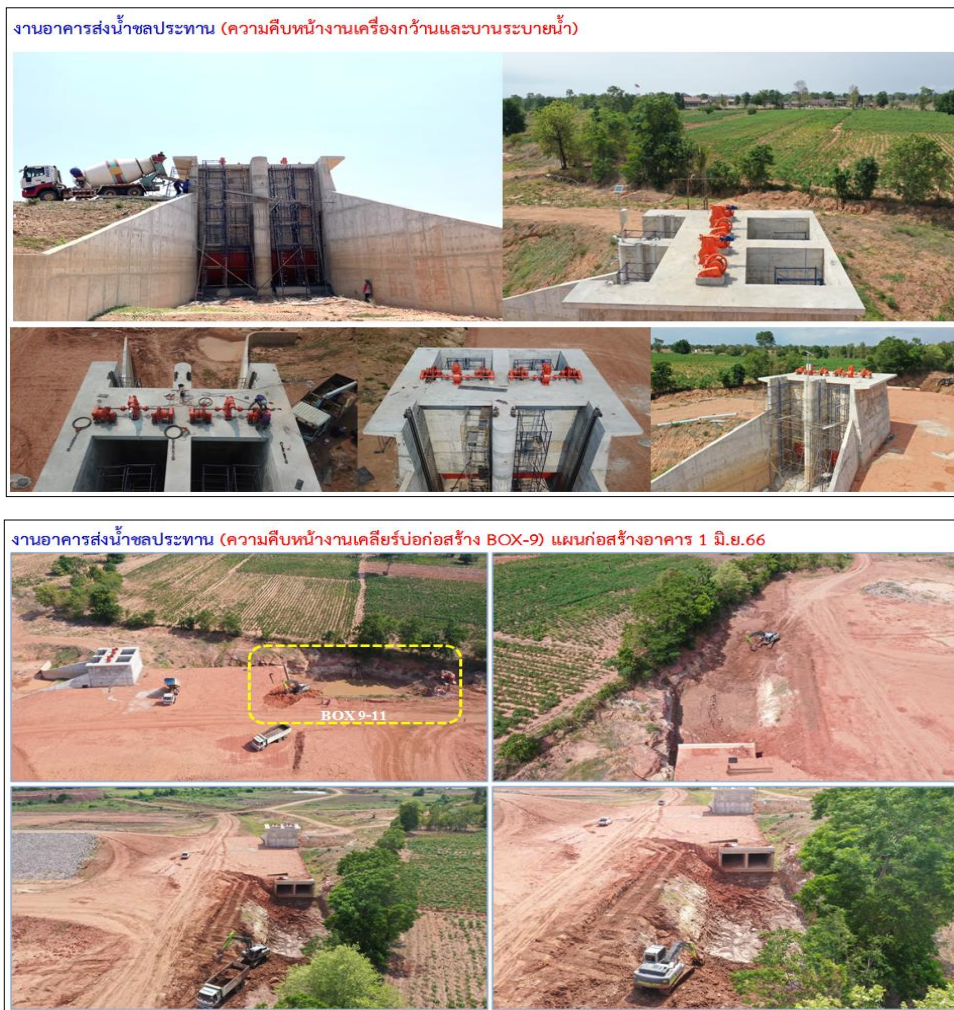 งานอาคารส่งน้ำชลประทาน (ความคืบหน้างานเครื่องกว้านและบานระบายน้ำ)
งานอาคารส่งน้ำชลประทาน (ความคืบหน้างานเคลียร์บ่อก่อสร้าง BOX-9) แผนก่อสร้างอาคาร 1 มิ.ย.66
BOX 9-11